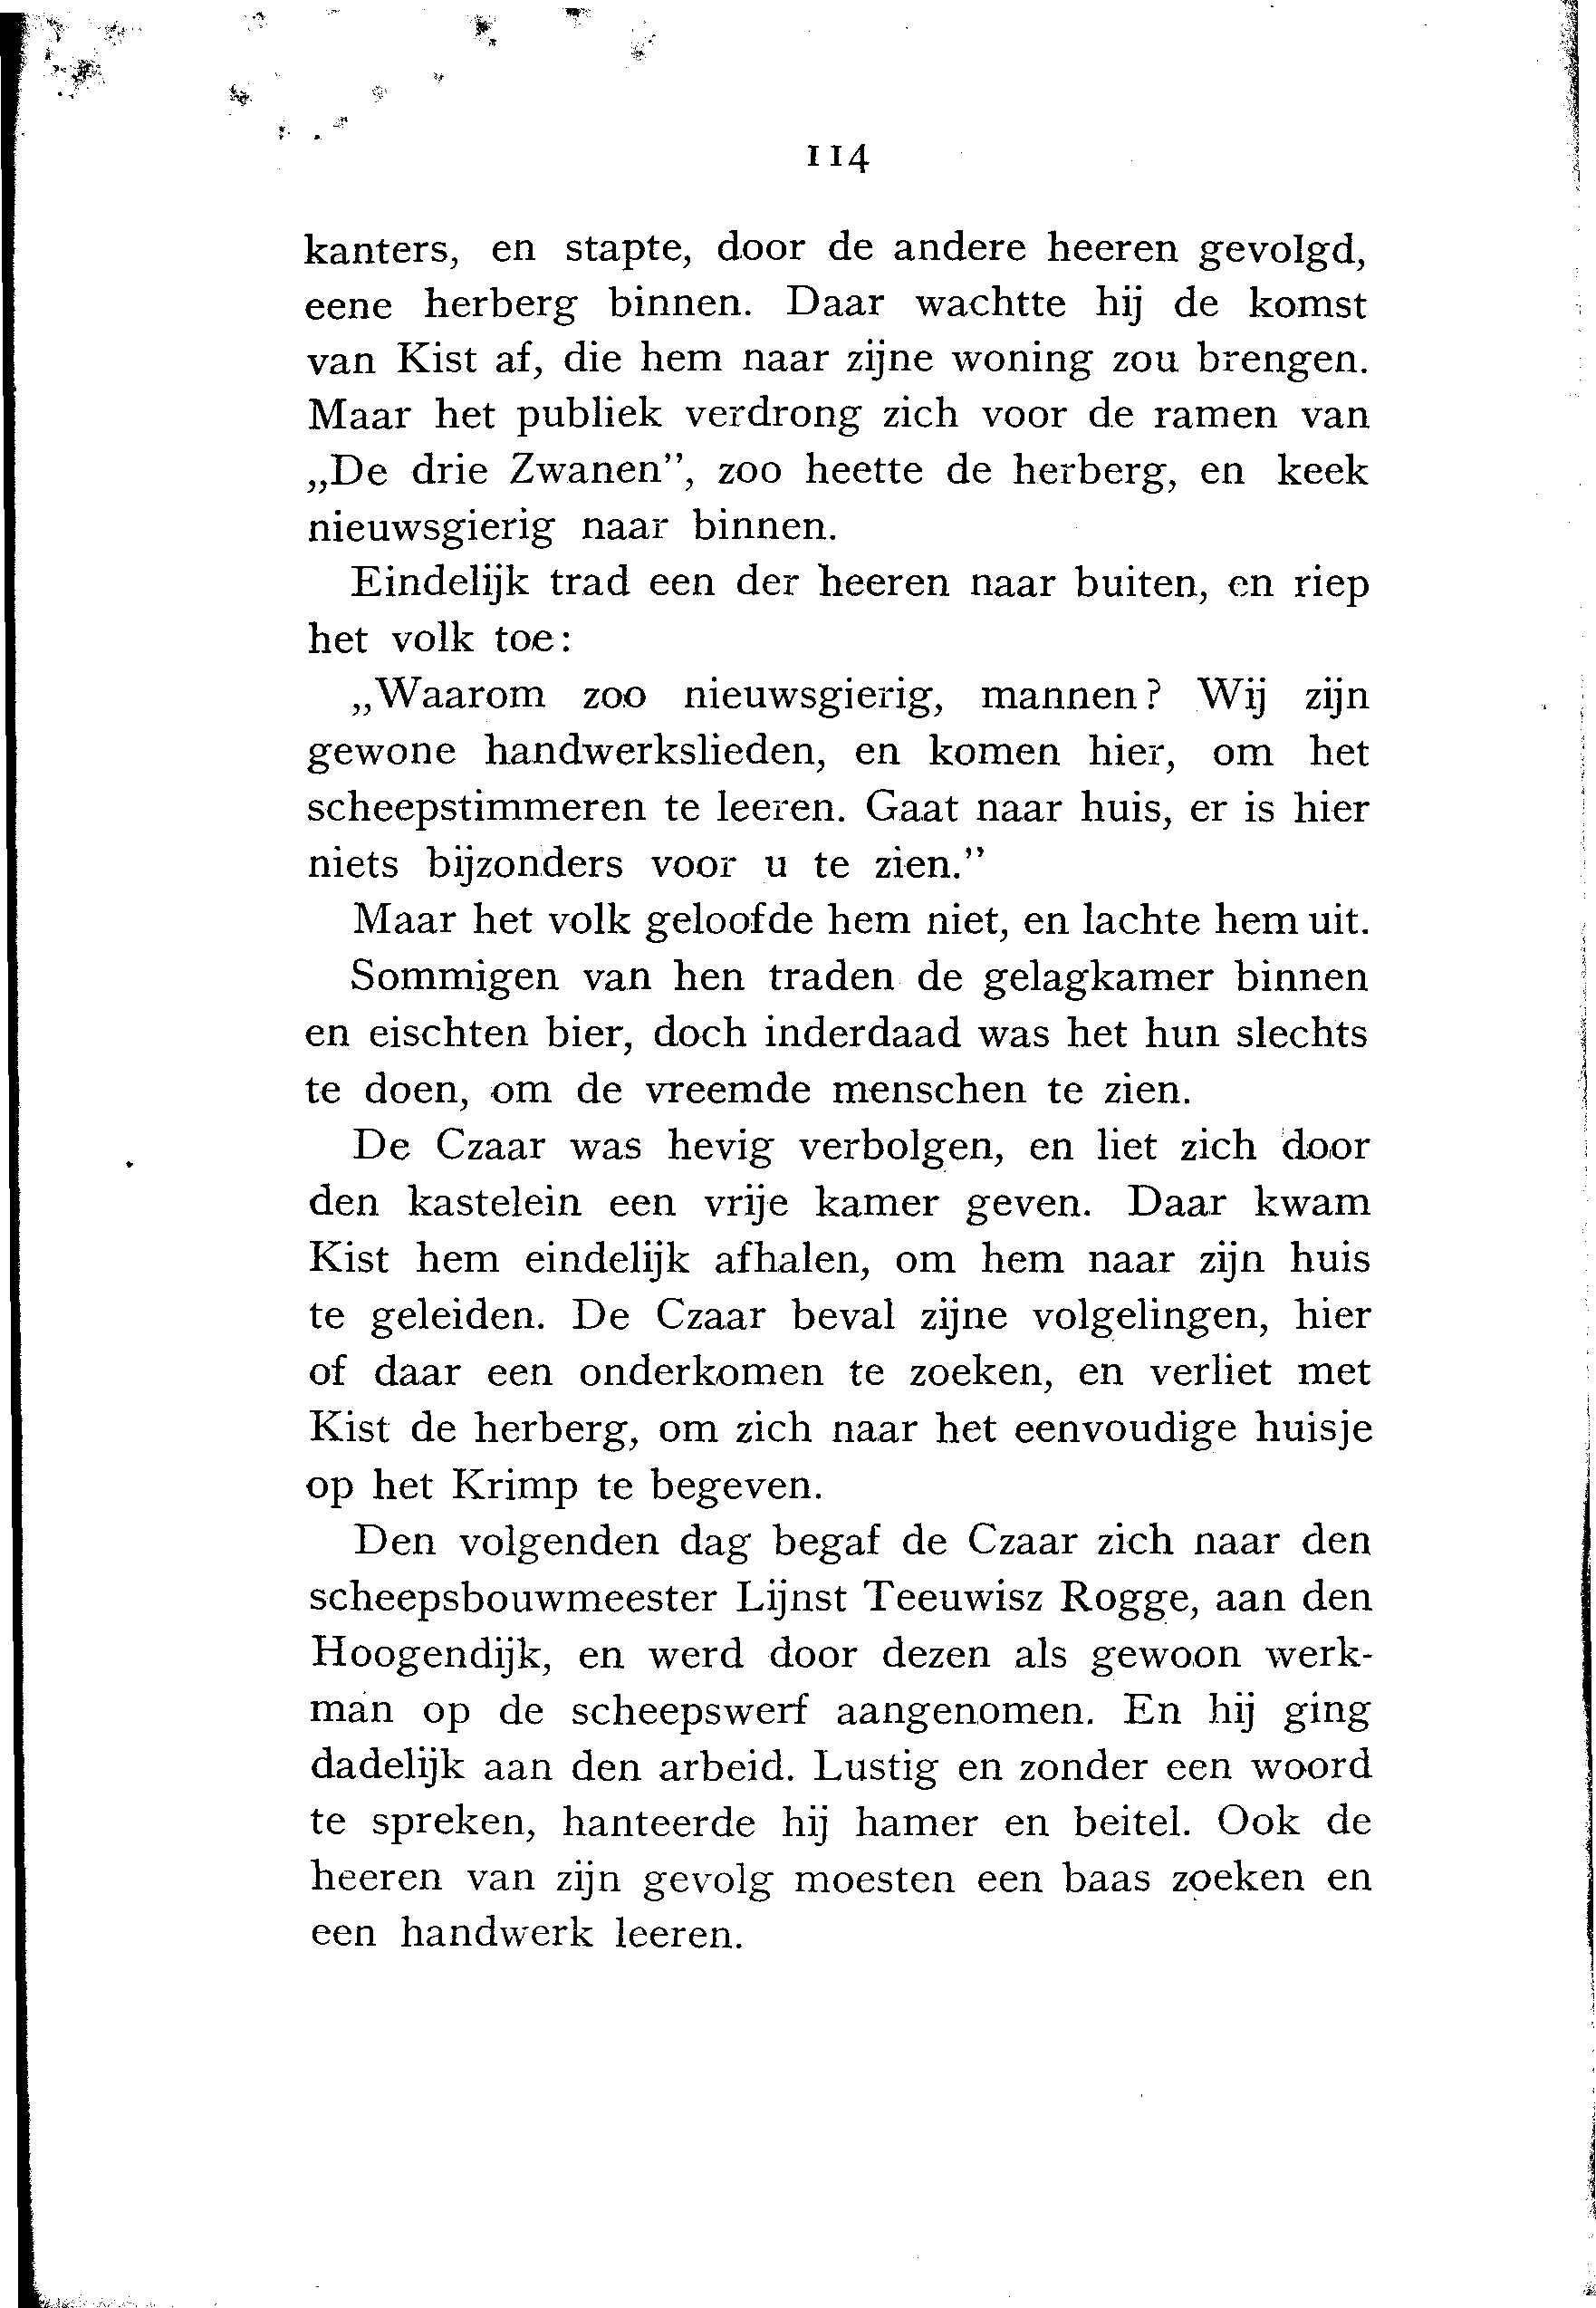 114
kanters, en stapte, door de andere heeren gevolgd,
eene herberg binnen. Daar wachtte hij de komst
van Kist af, die hem naar zijne woning zou brengen.
Maar het publiek verdrong zich voor de ramen van
„De drie Zwanen”, zoo heette de herberg, en keek
nieuwsgierig naar binnen.
Eindelijk trad een der heeren naar buiten, en riep
het volk toe:
„Waarom zoo nieuwsgierig, mannen? Wij zijn
gewone handwerkslieden, en komen hier, om het
scheepstimmeren te leeren. Gaat naar huis, er is hier
niets bijzonders voor u te zien.”
Maar het volk geloofde hem niet, en lachte hem uit.
Sommigen van hen traden de gelagkamer binnen
en eischten bier, doch inderdaad was het hun slechts
te doen, om de vreemde menschen te zien.
De Czaar was hevig verbolgen, en liet zich door
den kastelein een vrije kamer geven. Daar kwam
Kist hem eindelijk afhalen, om hem naar zijn huis
te geleiden. De Czaar beval zijne volgelingen, hier
of daar een onderkomen te zoeken, en verliet met
Kist de herberg, om zich naar het eenvoudige huisje
op het Krimp te begeven.
Den volgenden dag begaf de Czaar zich naar den
scheepsbouwmeester Lijnst Teeuwisz Rogge, aan den
Hoogendijk, en werd door dezen als gewoon werk-
man op de scheepswerf aangenomen. En hij ging
dadelijk aan den arbeid. Lustig en zonder een woord
te spreken, hanteerde hij hamer en beitel. Ook de
heeren van zijn gevolg moesten een baas zoeken en
een handwerk leeren.